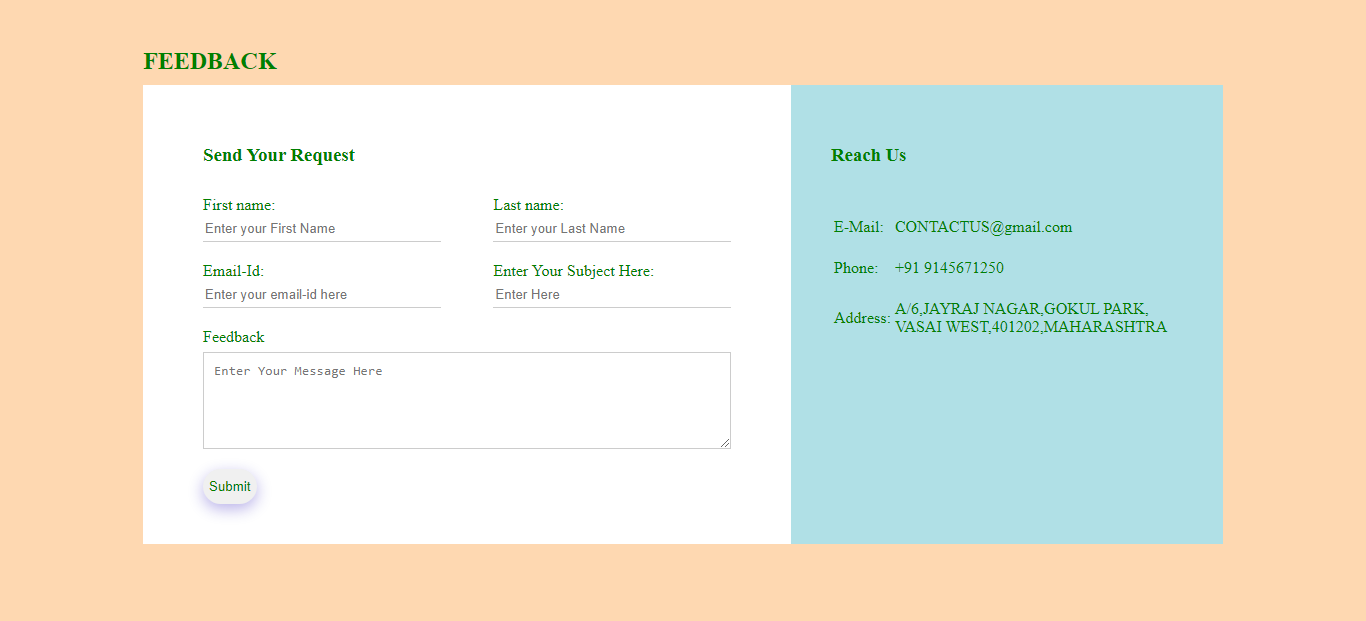 FEEDBACK
Send Your Request
First name:
Last name:
Enter your First Name
Enter your Last Name
Email-Id:
Enter Your Subject Here:
Enter your email-id here
Enter Here
Feedback
Enter Your Message Here
Submit
Reach Us
E-Mail: CONTACTUS@gmail.com
Phone: +91 9145671250
Address: A/6,JAYRAJ NAGAR,GOKUL PARK,
VASAI WEST,401202,MAHARASHTRA